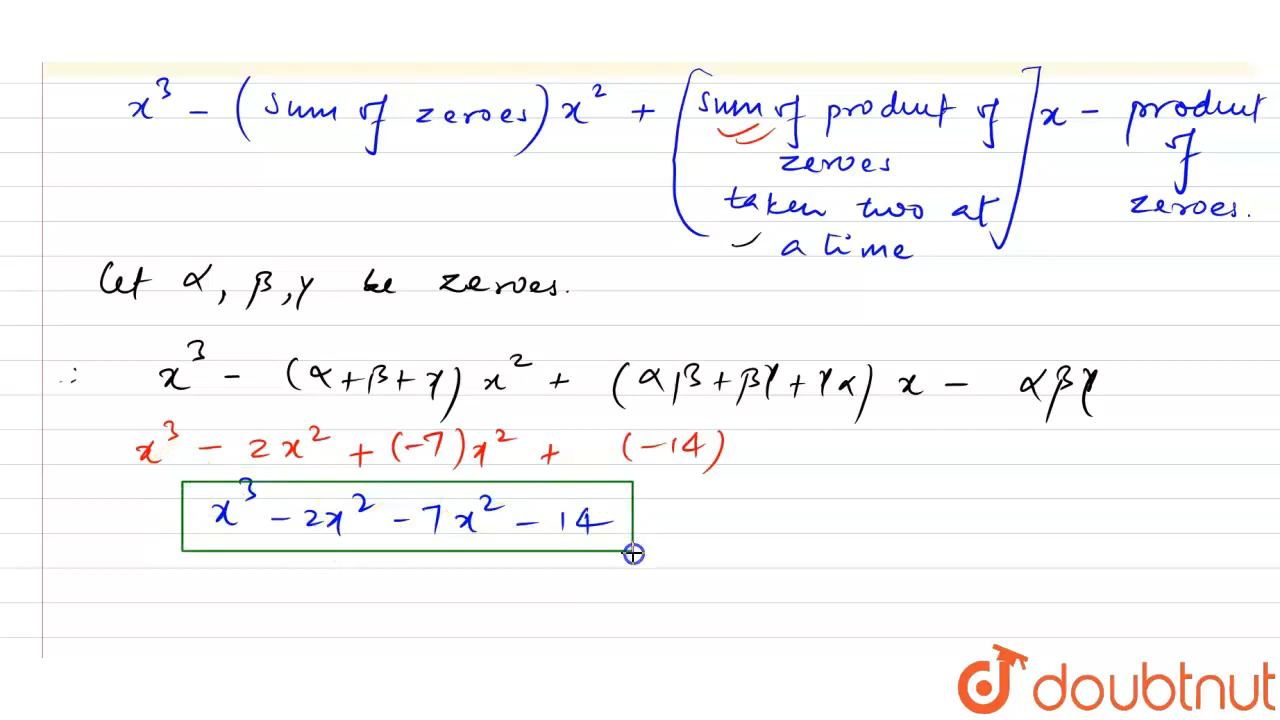 x³ - (sum of zeroes) x² + [sum of product of zeroes taken two at a time] x - product of zeroes.
Let α, β, γ be zeroes.
∴ x³ - (α+β+γ) x² + (αβ+βγ+γα) x - αβγ
x³ - 2x² + (-7)x² + (-14)
x³ - 2x² - 7x² - 14
doubtnut